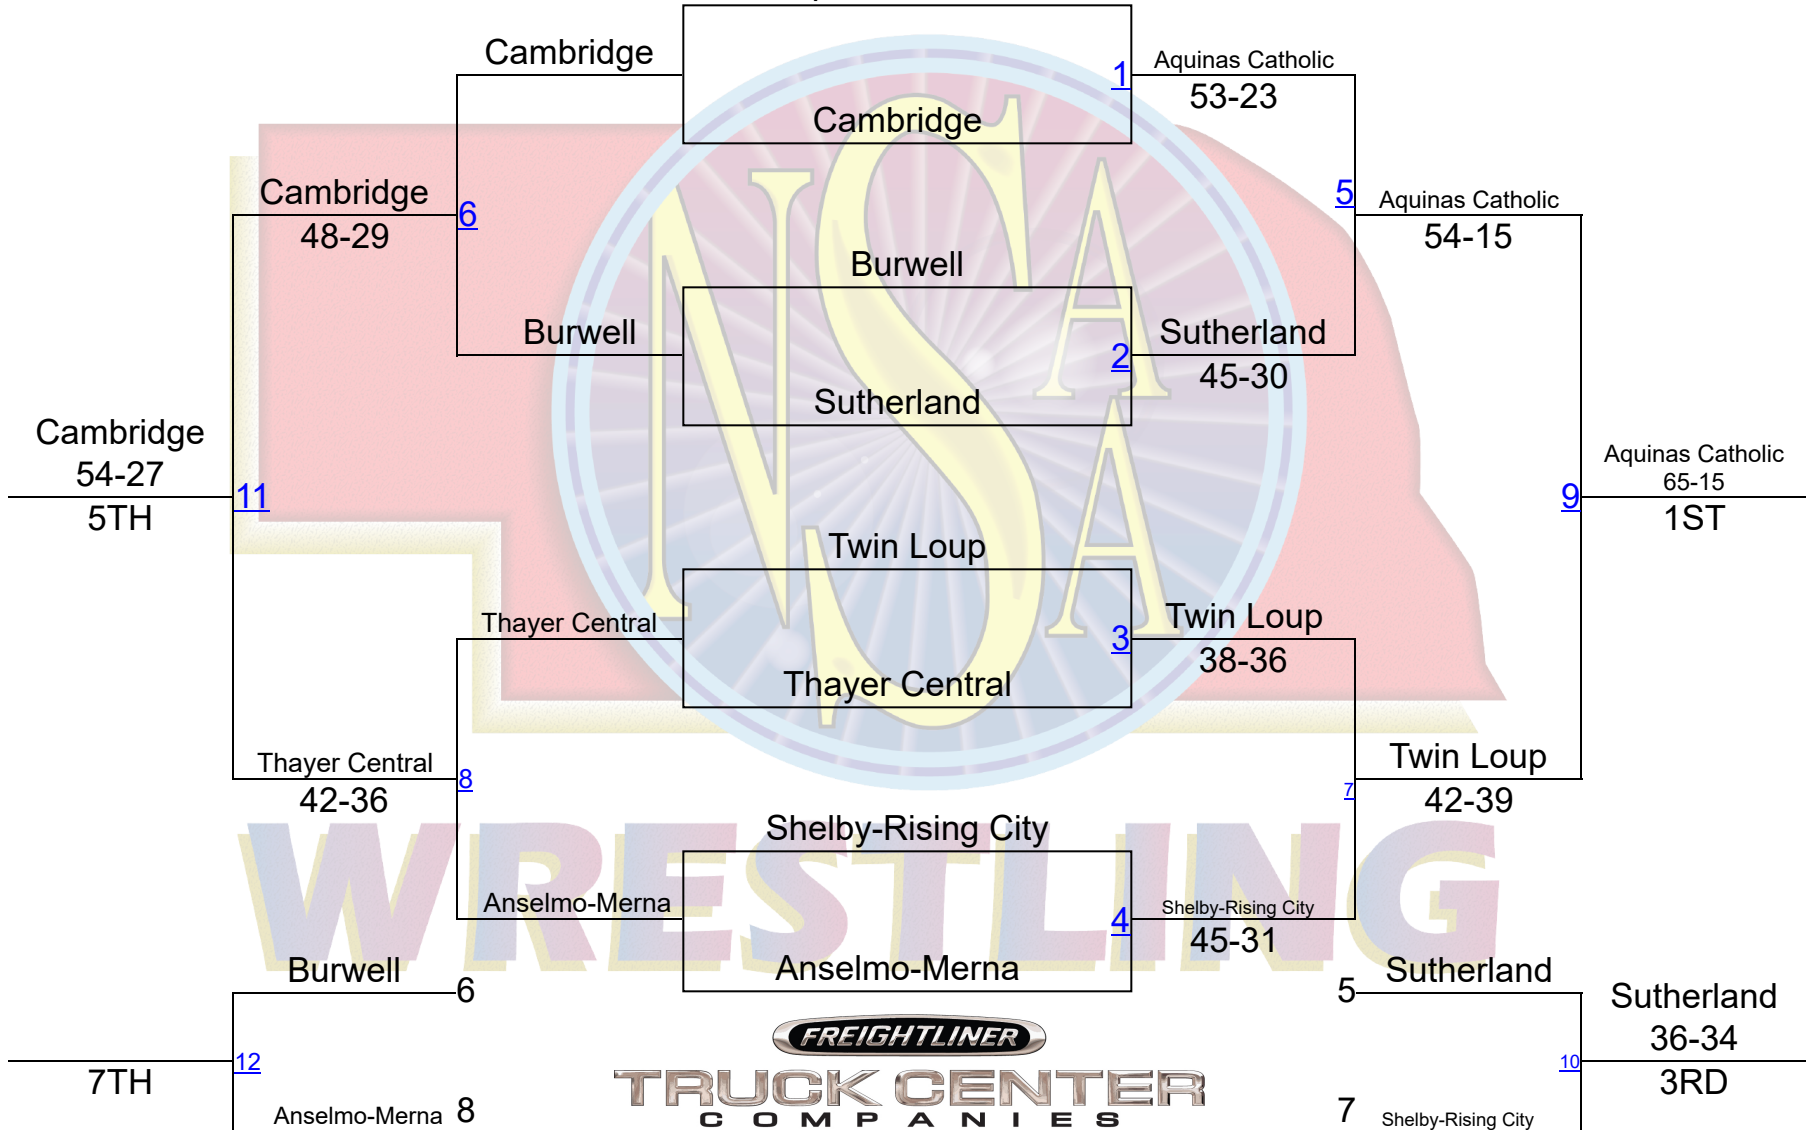 Cambridge
1
Aquinas Catholic
53-23
Cambridge
Cambridge
48-29
6
5
Aquinas Catholic
54-15
Burwell
Burwell
2
Sutherland
45-30
Sutherland
Cambridge
54-27
5TH
11
9
Aquinas Catholic
65-15
1ST
Twin Loup
Thayer Central
3
Twin Loup
38-36
Thayer Central
Thayer Central
42-36
8
7
Twin Loup
42-39
Shelby-Rising City
Anselmo-Merna
4
Shelby-Rising City
45-31
Anselmo-Merna
Burwell
6
5
Sutherland
Sutherland
36-34
3RD
12
7TH
10
Anselmo-Merna
8
7
Shelby-Rising City
NSAA
WRESTLING
FREIGHTLINER
TRUCK CENTER
COMPANIES